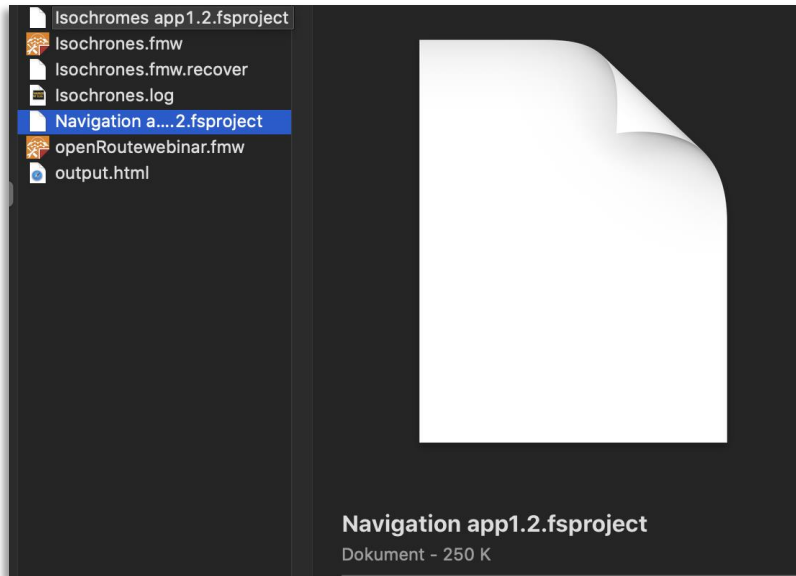 Isochromes app1.2.fsproject
Isochrones.fmw
Isochrones.fmw.recover
Isochrones.log
Navigation a....2.fsproject
openRoutewebinar.fmw
output.html
Navigation app1.2.fsproject
Dokument - 250 K